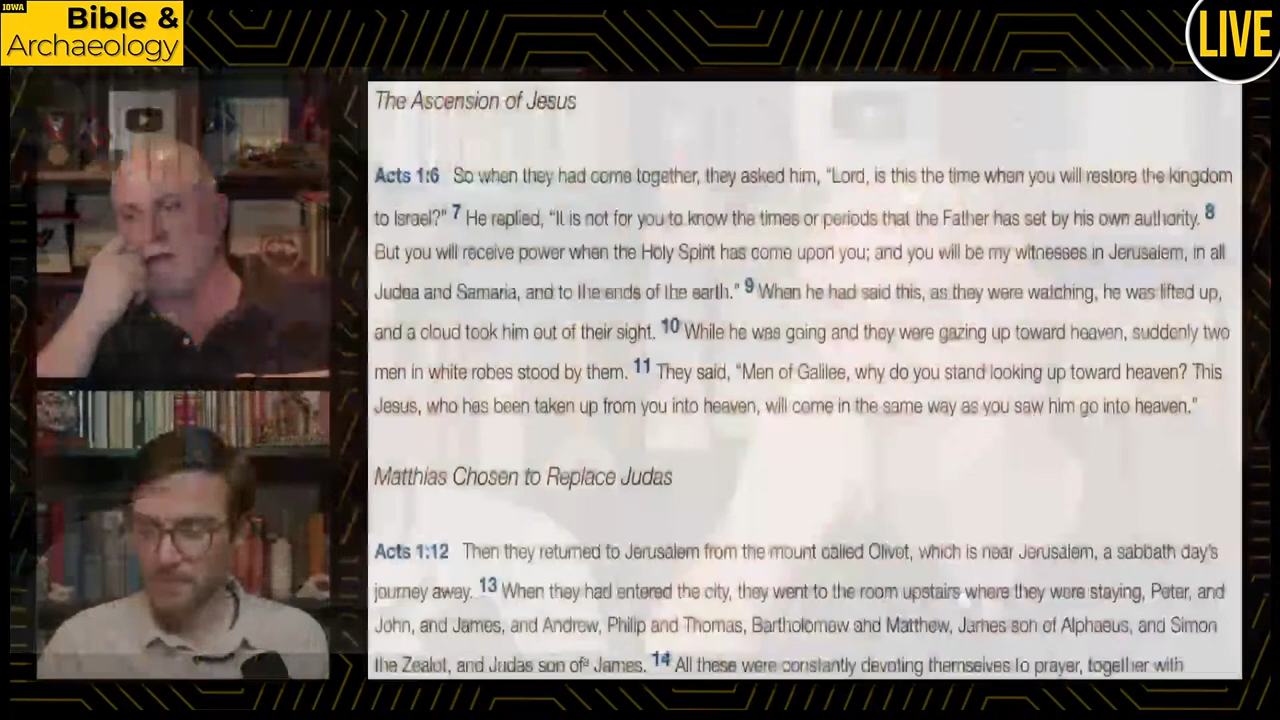 IOWA
Bible &
Archaeology
LIVE
The Ascension of Jesus
Acts 1:6 So when they had come together, they asked him, “Lord, is this the time when you will restore the kingdom
to Israel?” 7 He replied, “It is not for you to know the times or periods that the Father has set by his own authority. 8
But you will receive power when the Holy Spirit has come upon you; and you will be my witnesses in Jerusalem, in all
Judea and Samaria, and to the ends of the earth.” 9 When he had said this, as they were watching, he was lifted up,
and a cloud took him out of their sight. 10 While he was going and they were gazing up toward heaven, suddenly two
men in white robes stood by them. 11 They said, “Men of Galilee, why do you stand looking up toward heaven? This
Jesus, who has been taken up from you into heaven, will come in the same way as you saw him go into heaven.”
Matthias Chosen to Replace Judas
Acts 1:12 Then they returned to Jerusalem from the mount called Olivet, which is near Jerusalem, a sabbath day's
journey away. 13 When they had entered the city, they went to the room upstairs where they were staying, Peter, and
John, and James, and Andrew, Philip and Thomas, Bartholomew and Matthew, James son of Alphaeus, and Simon
the Zealot, and Judas son ofa James. 14 All these were constantly devoting themselves to prayer, together with